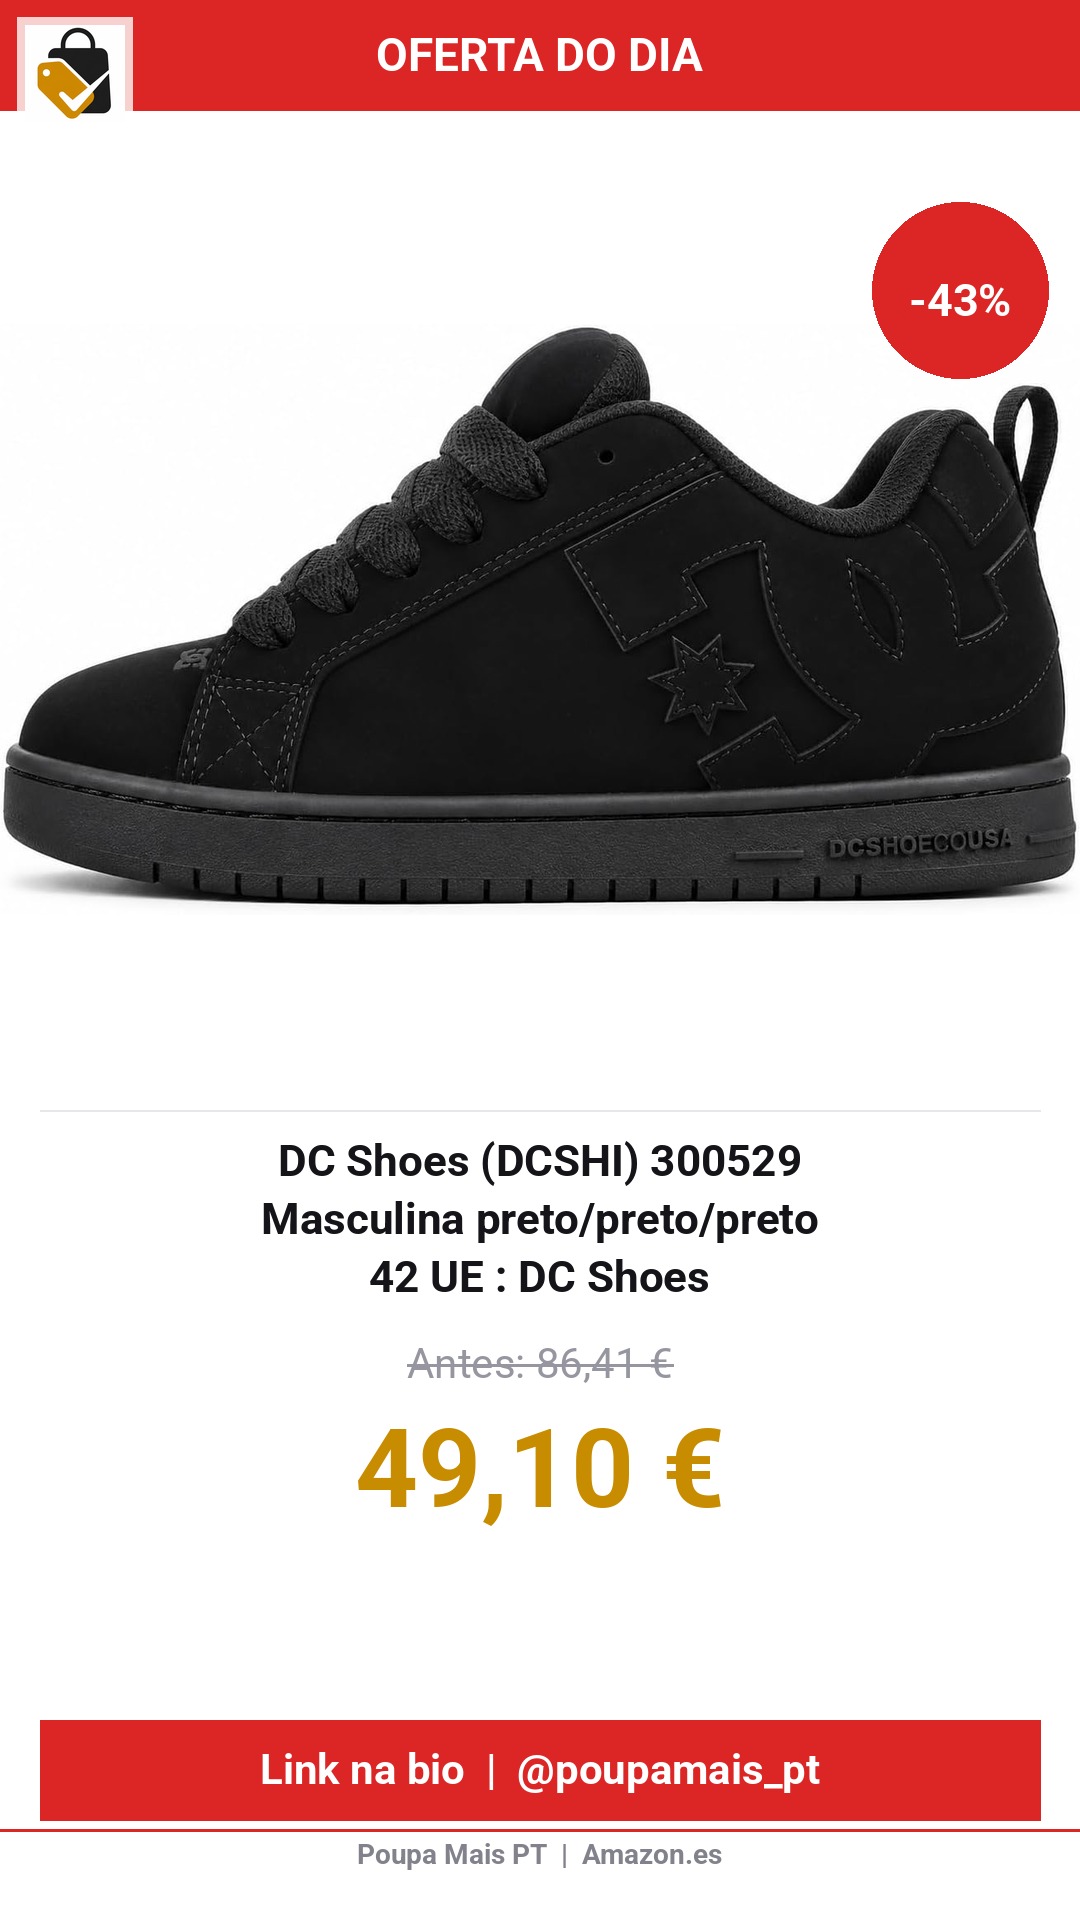 OFERTA DO DIA
-43%
DCSHOECOUSA
DC Shoes (DCSHI) 300529
Masculina preto/preto/preto
42 UE : DC Shoes
Antes: 86,41 €
49,10 €
Link na bio | @poupamais_pt
Poupa Mais PT | Amazon.es